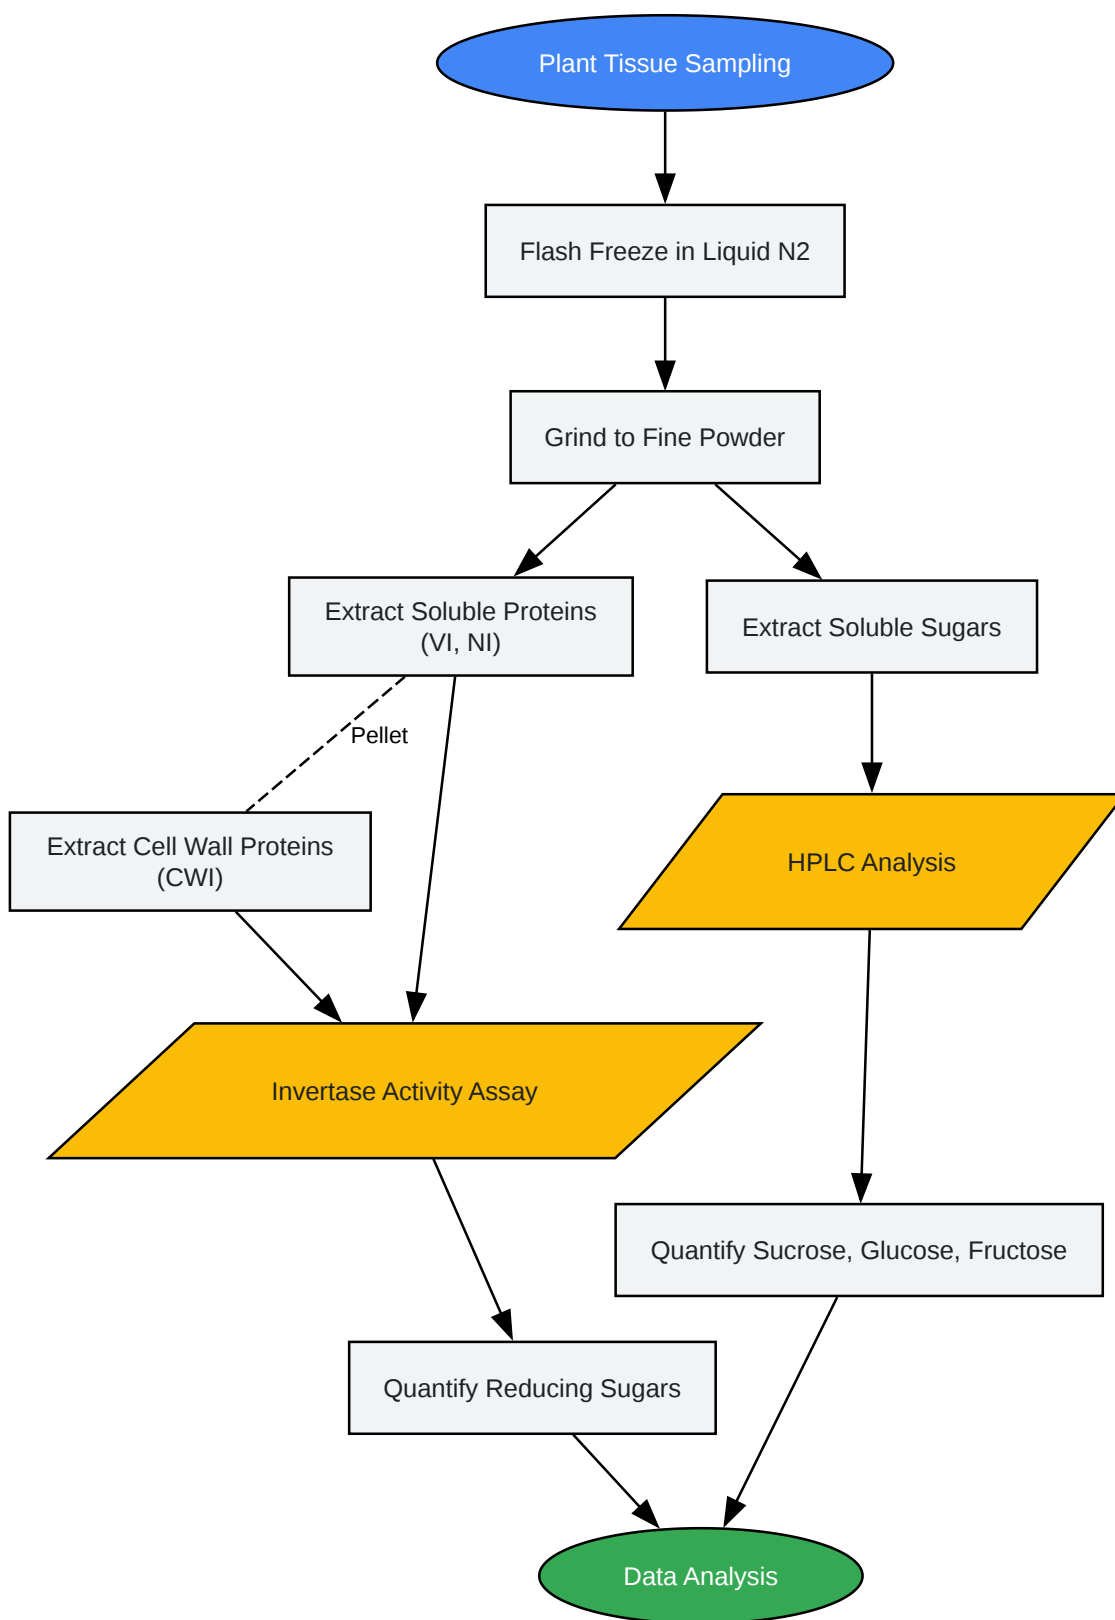 Plant Tissue Sampling
Flash Freeze in Liquid N2
Grind to Fine Powder
Extract Soluble Proteins
(VI, NI)
Extract Soluble Sugars
Pellet
Extract Cell Wall Proteins
(CWI)
HPLC Analysis
Invertase Activity Assay
Quantify Sucrose, Glucose, Fructose
Quantify Reducing Sugars
Data Analysis